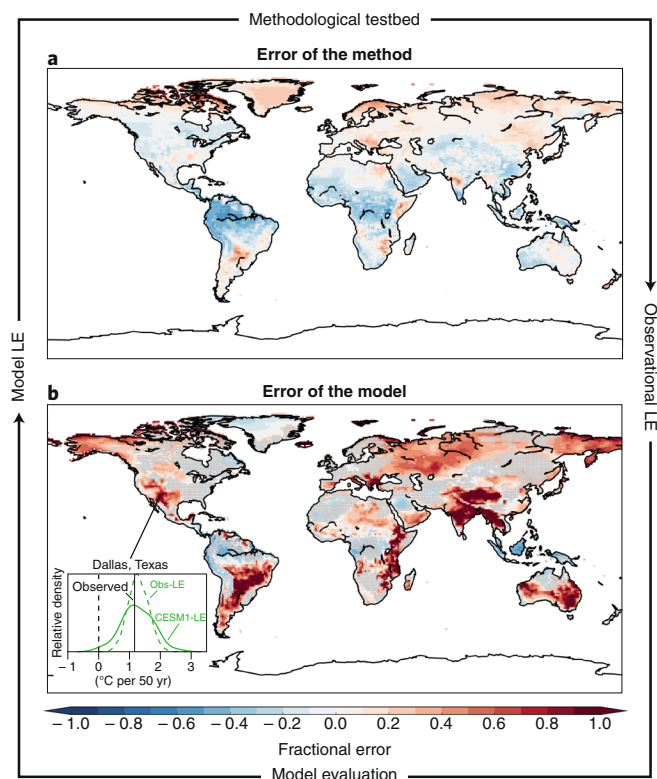 Methodological testbed
a
Error of the method
Model LE
Observational LE
b
Error of the model
Dallas, Texas
Observed
Obs-LE
CESM1-LE
Relative density
– 1 0 1 2 3
(°C per 50 yr)
– 1.0 – 0.8 – 0.6 – 0.4 – 0.2 0.0 0.2 0.4 0.6 0.8 1.0
Fractional error
Model evaluation